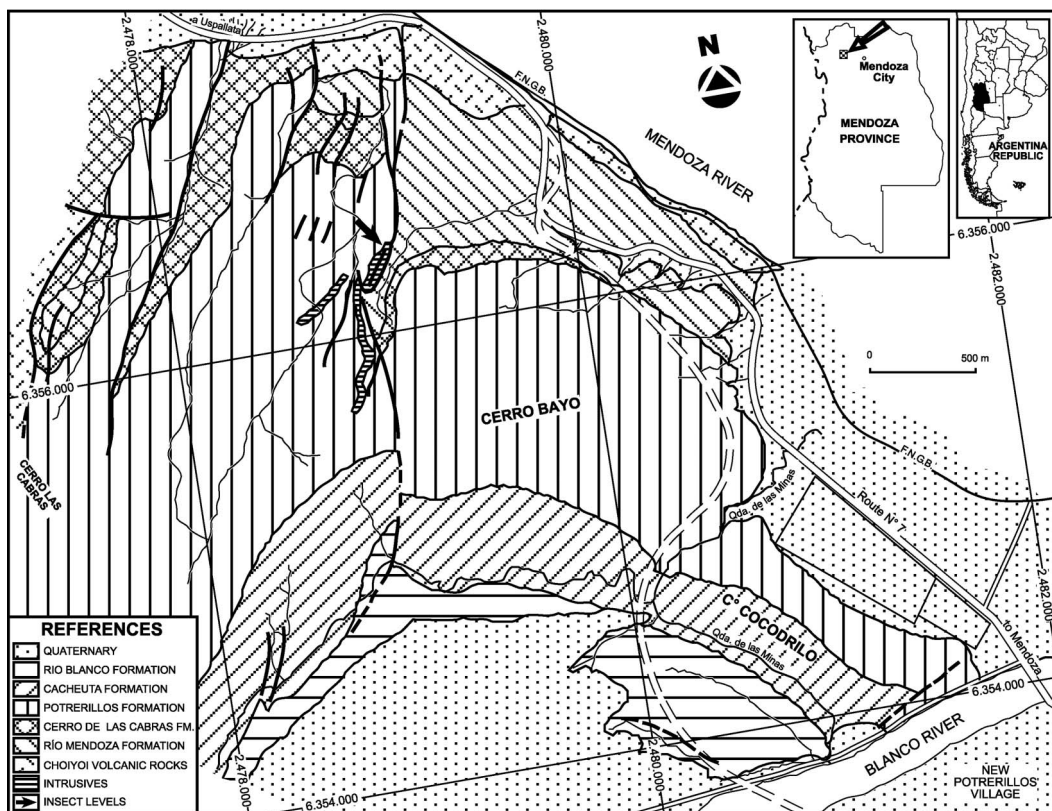 a Uspallata
2.478.000
2.480.000
F.N.G.B.
N
MENDOZA RIVER
Mendoza
City
MENDOZA
PROVINCE
ARGENTINA
REPUBLIC
6.356.000
2.482.000
0 500 m
6.356.000
CERRO BAYO
CERRO LAS
CABRAS
F.N.G.B.
Qda. de las Minas
Route N° 7
2.482.000
C° COCODRILO
Qda. de las Minas
to Mendoza
6.354.000
BLANCO RIVER
2.478.000
2.480.000
6.354.000
NEW
POTRERILLOS
VILLAGE
REFERENCES
QUATERNARY
RIO BLANCO FORMATION
CACHEUTA FORMATION
POTRERILLOS FORMATION
CERRO DE LAS CABRAS FM.
RÍO MENDOZA FORMATION
CHOIYOI VOLCANIC ROCKS
INTRUSIVES
INSECT LEVELS